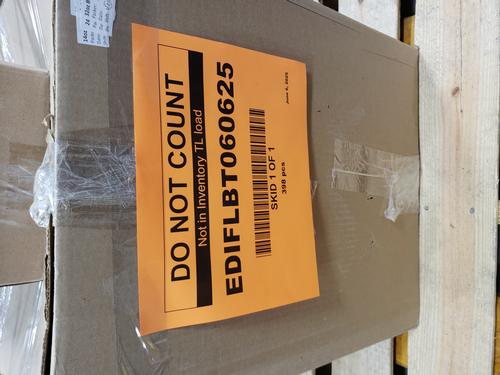 DO NOT COUNT
Not in Inventory TL load
EDIFLBT060625
SKID 1 OF 1
398 pcs
June 6, 2025